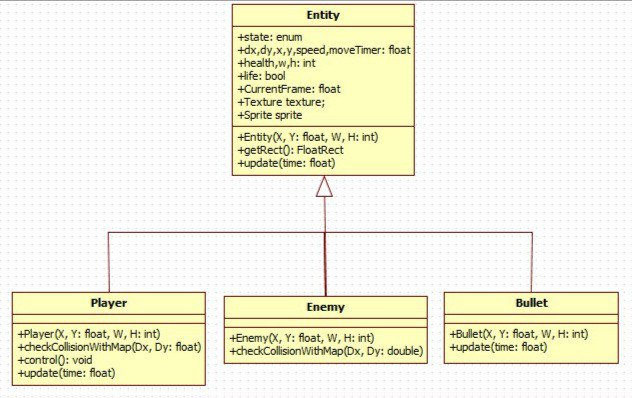 Entity
+state: enum
+dx,dy,x,y,speed,moveTimer: float
+health,w,h: int
+life: bool
+CurrentFrame: float
+Texture texture;
+Sprite sprite
+Entity(X, Y: float, W, H: int)
+getRect(): FloatRect
+update(time: float)
Player
+Player(X, Y: float, W, H: int)
+checkCollisionWithMap(Dx, Dy: float)
+control(): void
+update(time: float)
Enemy
+Enemy(X, Y: float, W, H: int)
+checkCollisionWithMap(Dx, Dy: double)
Bullet
+Bullet(X, Y: float, W, H: int)
+update(time: float)